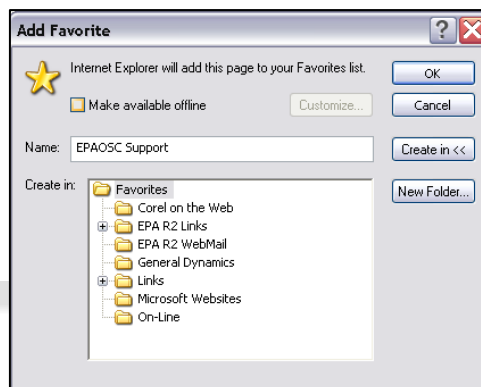 Add Favorite
Internet Explorer will add this page to your Favorites list.
OK
Make available offline
Customize...
Cancel
Name:
EPAOSC Support
Create in <<
Create in:
Favorites
New Folder...
Corel on the Web
EPA R2 Links
EPA R2 WebMail
General Dynamics
Links
Microsoft Websites
On-Line